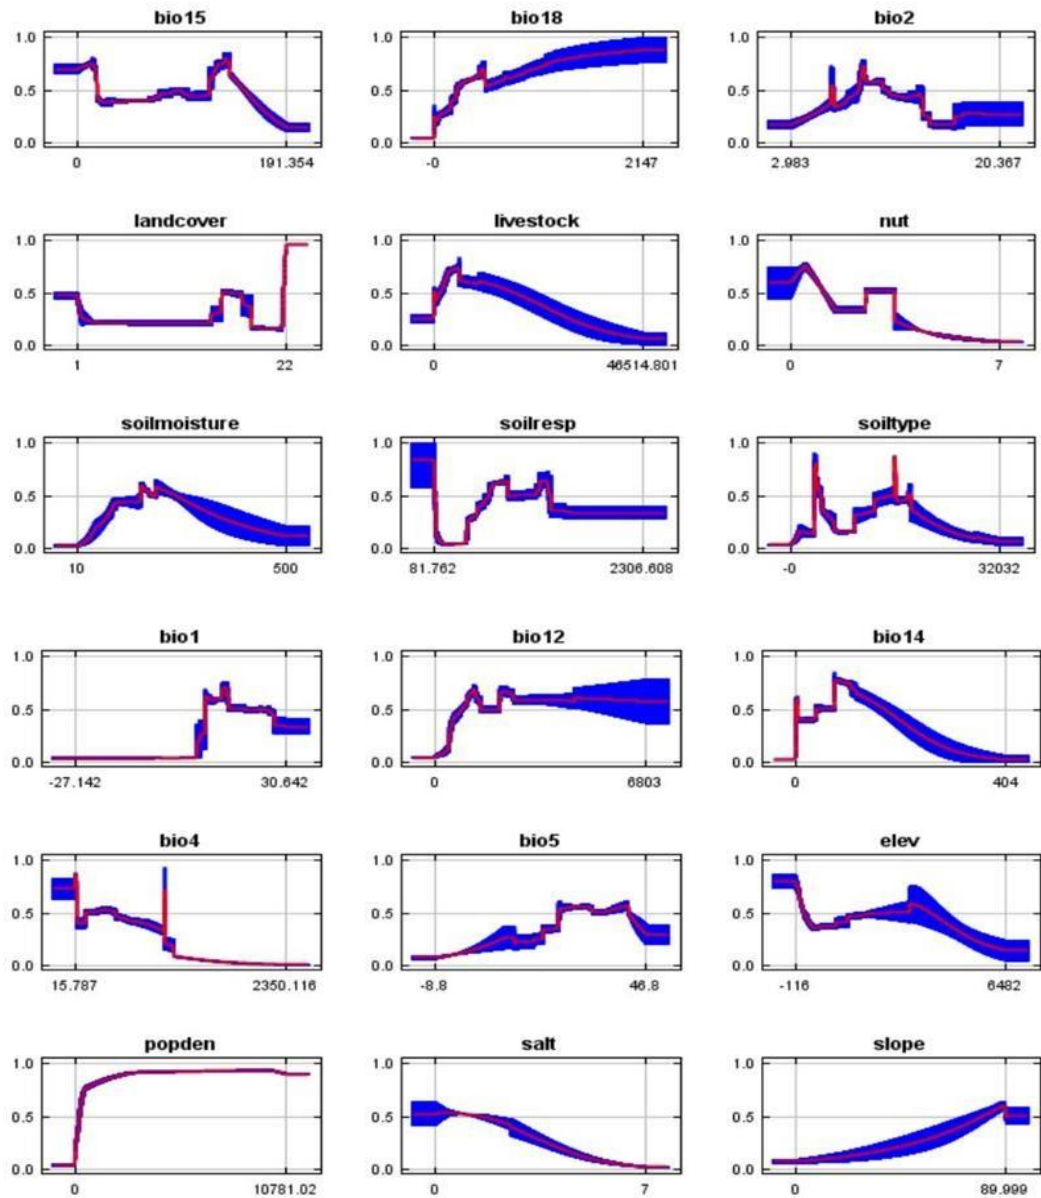 bio15 bio18 bio2
1.0 1.0 1.0
0.5 0.5 0.5
0.0 0.0 0.0
0 191.354 -0 2147 2.983 20.367
landcover livestock nut
1.0 1.0 1.0
0.5 0.5 0.5
0.0 0.0 0.0
1 22 0 46514.801 0 7
soilmoisture soilresp soiltype
1.0 1.0 1.0
0.5 0.5 0.5
0.0 0.0 0.0
10 500 81.762 2306.608 -0 32032
bio1 bio12 bio14
1.0 1.0 1.0
0.5 0.5 0.5
0.0 0.0 0.0
-27.142 30.642 0 6803 0 404
bio4 bio5 elev
1.0 1.0 1.0
0.5 0.5 0.5
0.0 0.0 0.0
15.787 2350.116 -8.8 46.8 -116 6482
popden salt slope
1.0 1.0 1.0
0.5 0.5 0.5
0.0 0.0 0.0
0 10781.02 0 7 0 89.999